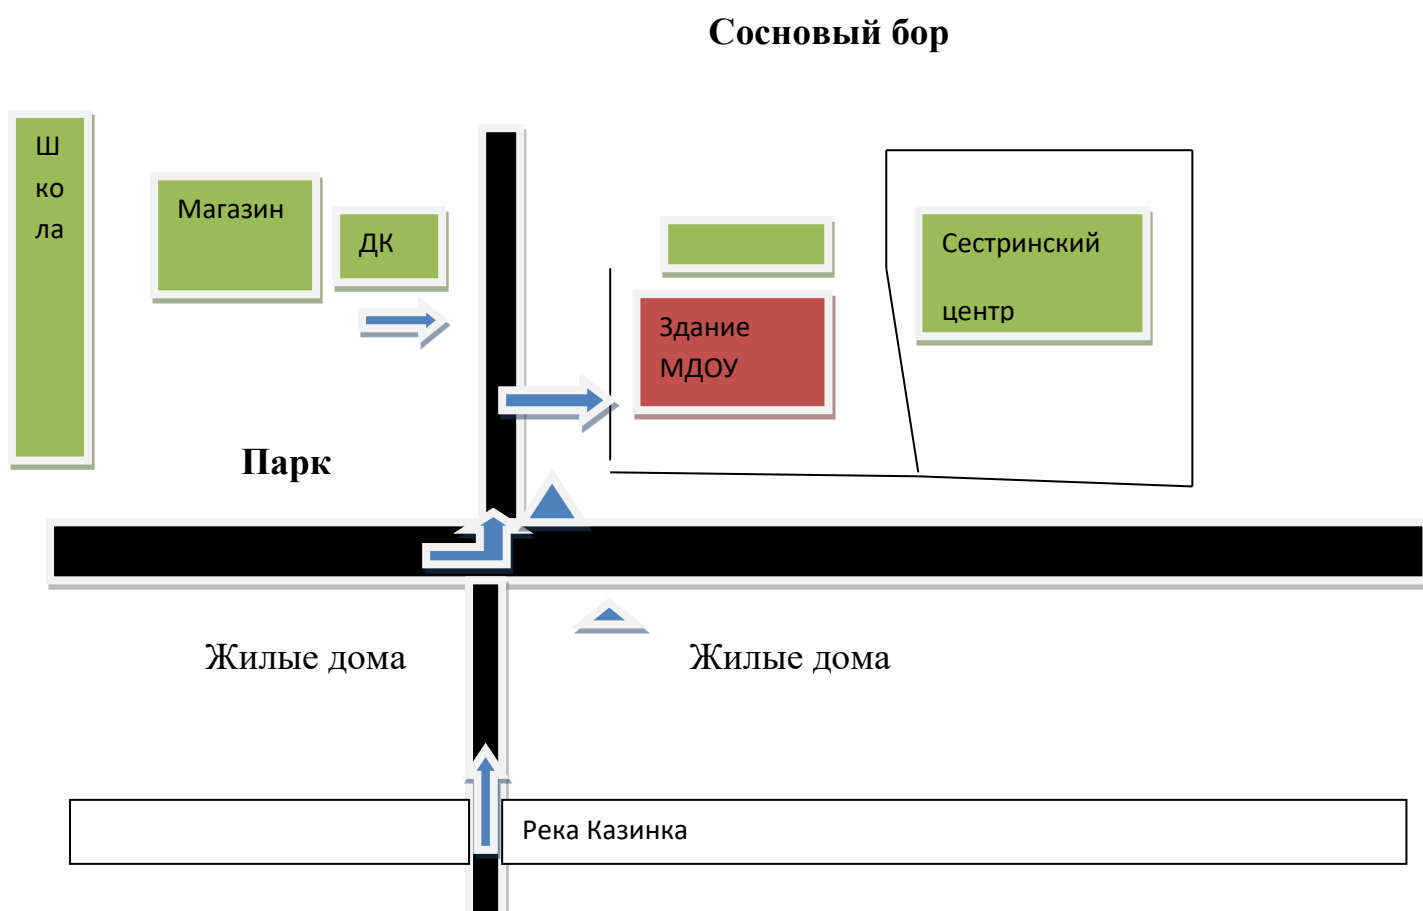 Сосновый бор
Ш
ко
ла
Магазин
ДК
Сестринский
центр
Здание
МДОУ
Парк
Жилые дома
Жилые дома
Река Казинка